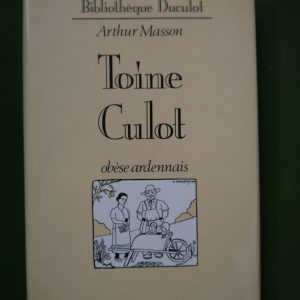 Bibliothèque Duculot
Arthur Masson
Toine
Culot
obèse ardennais